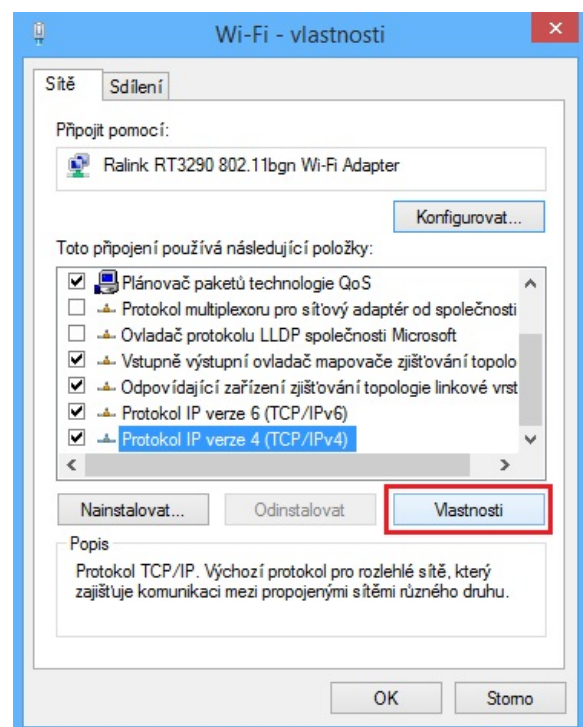 Wi-Fi - vlastnosti
Sítě
Sdílení
Připojit pomocí:
Ralink RT3290 802.11bgn Wi-Fi Adapter
Konfigurovat...
Toto připojení používá následující položky:
Plánovač paketů technologie QoS
Protokol multiplexoru pro síťový adaptér od společnosti
Ovladač protokolu LLDP společnosti Microsoft
Vstupně výstupní ovladač mapovače zjišťování topolo
Odpovídající zařízení zjišťování topologie linkové vrst
Protokol IP verze 6 (TCP/IPv6)
Protokol IP verze 4 (TCP/IPv4)
Nainstalovat...
Odinstalovat
Vlastnosti
Popis
Protokol TCP/IP. Výchozí protokol pro rozlehlé sítě, který
zajišťuje komunikaci mezi propojenými sítěmi různého druhu.
OK
Storno